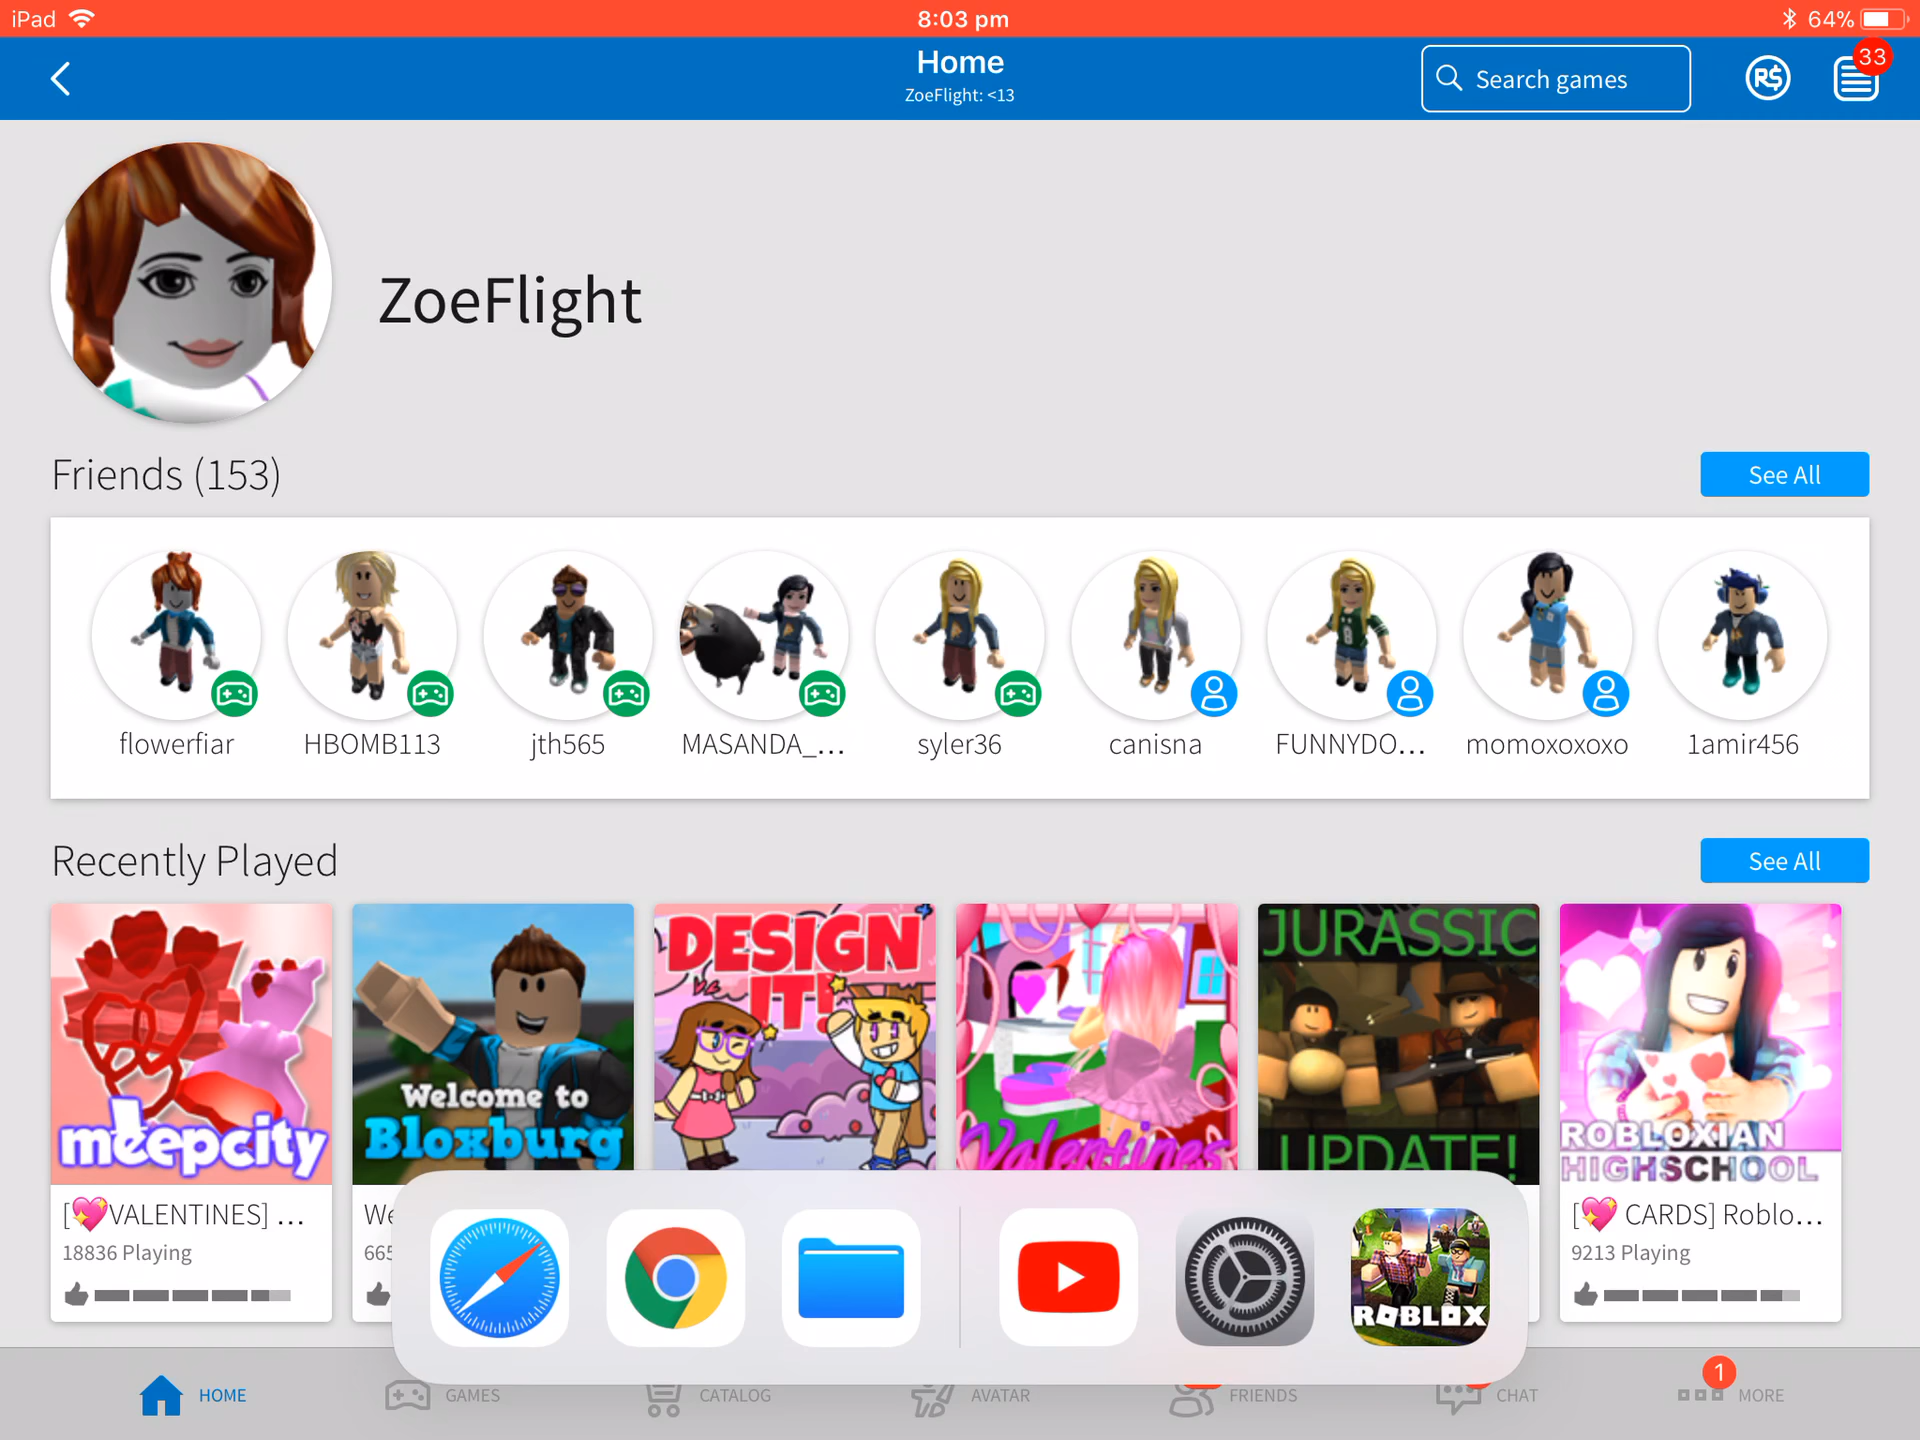 iPad
8:03 pm
64%
Home
ZoeFlight: <13
Search games
R$
33
ZoeFlight
Friends (153)
See All
flowerfiar
HBOMB113
jth565
MASANDA_...
syler36
canisna
FUNNYDO...
momoxoxoxo
1amir456
Recently Played
See All
meepcity
Welcome to
Bloxburg
DESIGN
IT!
Valentines
JURASSIC
UPDATE!
ROBLOXIAN
HIGHSCHOOL
[💖VALENTINES] ...
18836 Playing
We
665
[💖 CARDS] Roblo...
9213 Playing
ROBLOX
HOME
GAMES
CATALOG
AVATAR
FRIENDS
CHAT
1
MORE